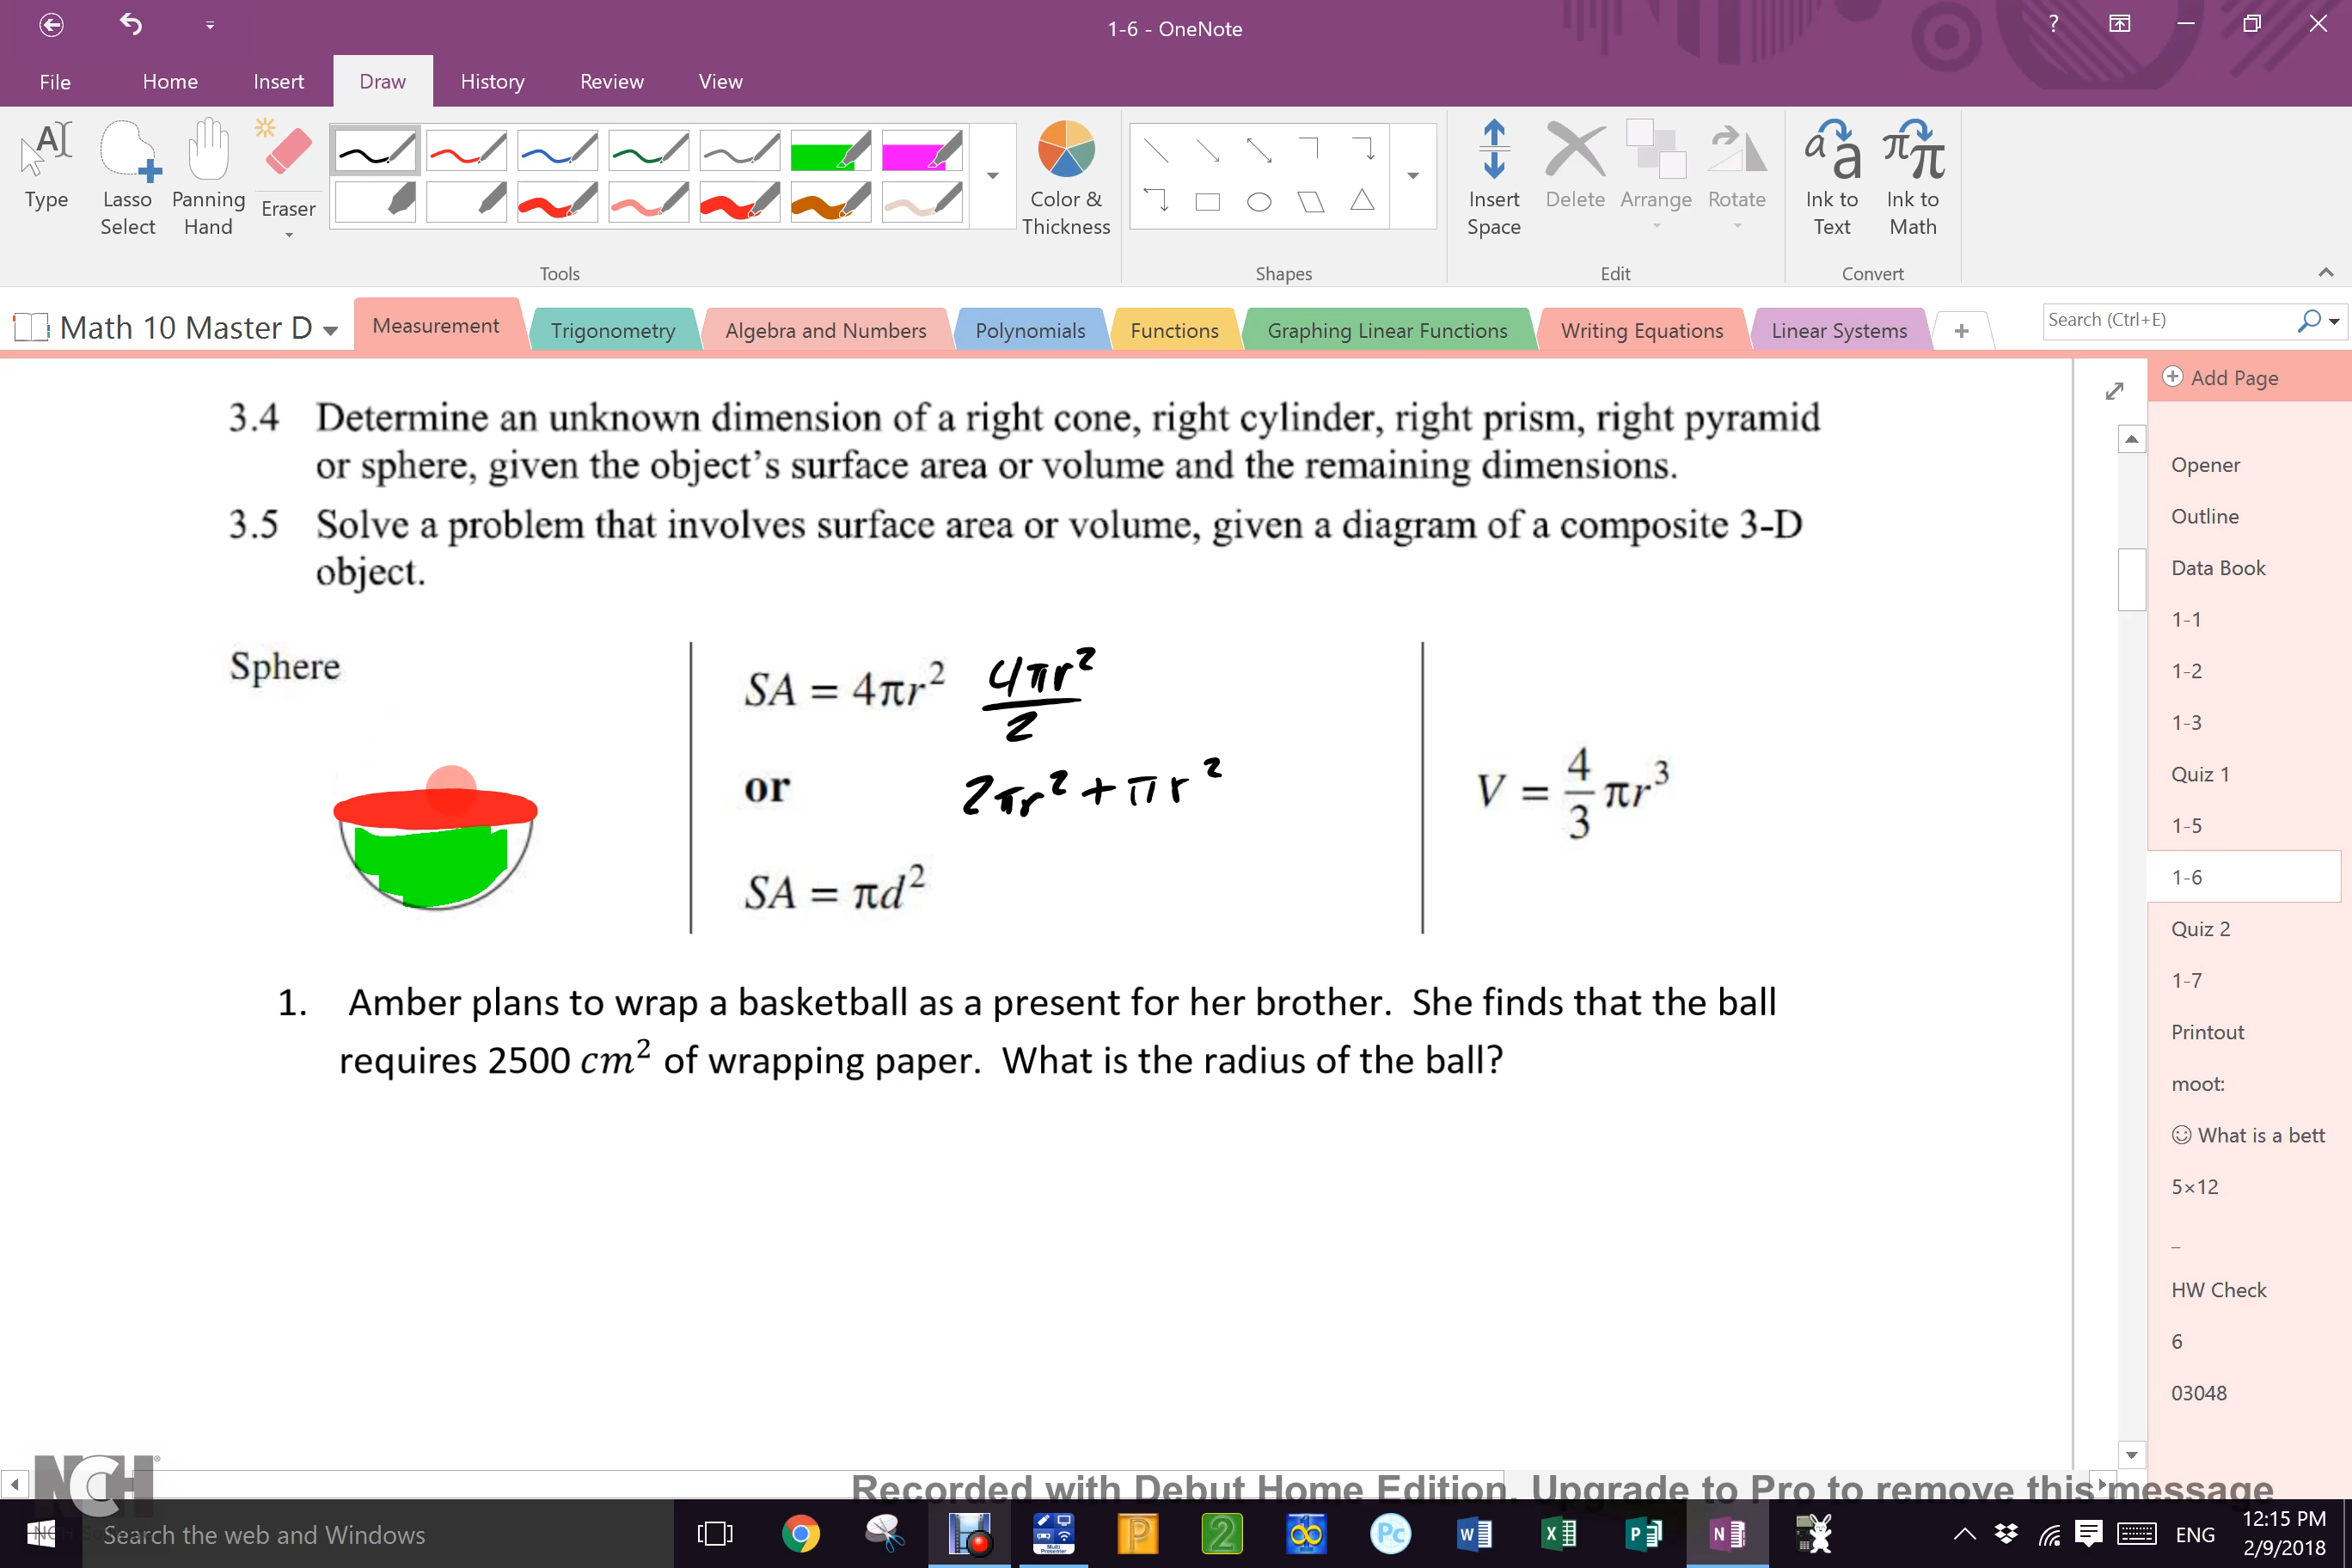 1-6 - OneNote
?
File Home Insert Draw History Review View
Type
Lasso Select
Panning Hand
Eraser
Color & Thickness
Insert Space
Delete
Arrange
Rotate
Ink to Text
Ink to Math
Tools Shapes Edit Convert
Math 10 Master D
Measurement Trigonometry Algebra and Numbers Polynomials Functions Graphing Linear Functions Writing Equations Linear Systems +
Search (Ctrl+E)
Add Page
3.4 Determine an unknown dimension of a right cone, right cylinder, right prism, right pyramid
or sphere, given the object's surface area or volume and the remaining dimensions.
3.5 Solve a problem that involves surface area or volume, given a diagram of a composite 3-D
object.
Sphere
SA = 4πr²
4πr²/2
or
2πr² + πr²
SA = πd²
V = 4/3 πr³
1. Amber plans to wrap a basketball as a present for her brother. She finds that the ball
requires 2500 cm² of wrapping paper. What is the radius of the ball?
Opener
Outline
Data Book
1-1
1-2
1-3
Quiz 1
1-5
1-6
Quiz 2
1-7
Printout
moot:
☺ What is a bett
5×12
–
HW Check
6
03048
NCH
Recorded with Debut Home Edition. Upgrade to Pro to remove this message
Search the web and Windows
ENG
12:15 PM
2/9/2018